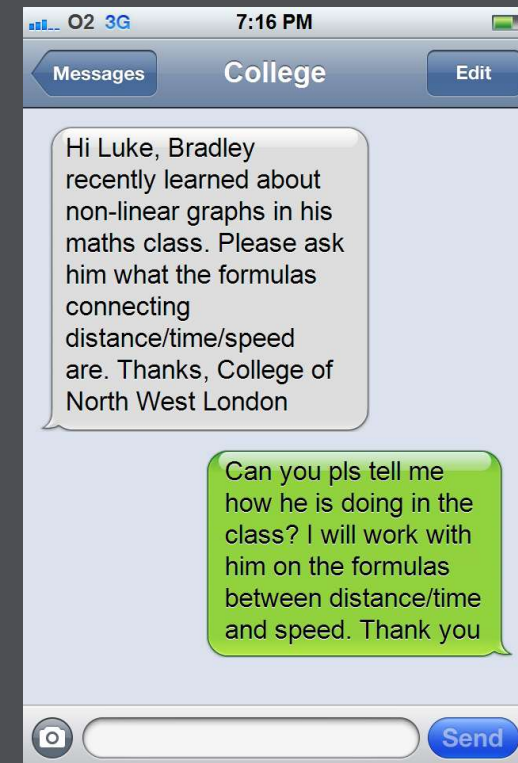 O2 3G 7:16 PM
Messages College Edit
Hi Luke, Bradley
recently learned about
non-linear graphs in his
maths class. Please ask
him what the formulas
connecting
distance/time/speed
are. Thanks, College of
North West London
Can you pls tell me
how he is doing in the
class? I will work with
him on the formulas
between distance/time
and speed. Thank you
Send